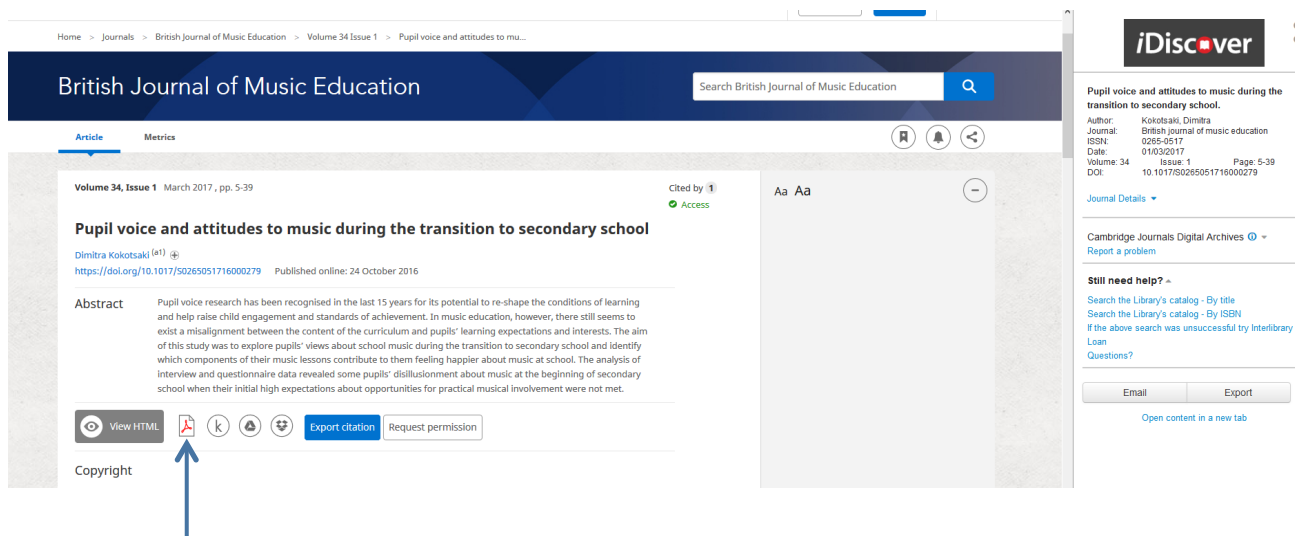 Home > Journals > British Journal of Music Education > Volume 34 Issue 1 > Pupil voice and attitudes to mu...
British Journal of Music Education
Search British Journal of Music Education
Article Metrics
Volume 34, Issue 1 March 2017 , pp. 5-39
Cited by 1
Access
Aa Aa
Pupil voice and attitudes to music during the transition to secondary school
Dimitra Kokotsaki (a1)
https://doi.org/10.1017/S0265051716000279 Published online: 24 October 2016
Abstract
Pupil voice research has been recognised in the last 15 years for its potential to re-shape the conditions of learning
and help raise child engagement and standards of achievement. In music education, however, there still seems to
exist a misalignment between the content of the curriculum and pupils' learning expectations and interests. The aim
of this study was to explore pupils' views about school music during the transition to secondary school and identify
which components of their music lessons contribute to them feeling happier about music at school. The analysis of
interview and questionnaire data revealed some pupils' disillusionment about music at the beginning of secondary
school when their initial high expectations about opportunities for practical musical involvement were not met.
View HTML k Export citation Request permission
Copyright
iDiscover
Pupil voice and attitudes to music during the
transition to secondary school.
Author: Kokotsaki, Dimitra
Journal: British journal of music education
ISSN: 0265-0517
Date: 01/03/2017
Volume: 34 Issue: 1 Page: 5-39
DOI: 10.1017/S0265051716000279
Journal Details
Cambridge Journals Digital Archives
Report a problem
Still need help?
Search the Library's catalog - By title
Search the Library's catalog - By ISBN
If the above search was unsuccessful try Interlibrary
Loan
Questions?
Email Export
Open content in a new tab